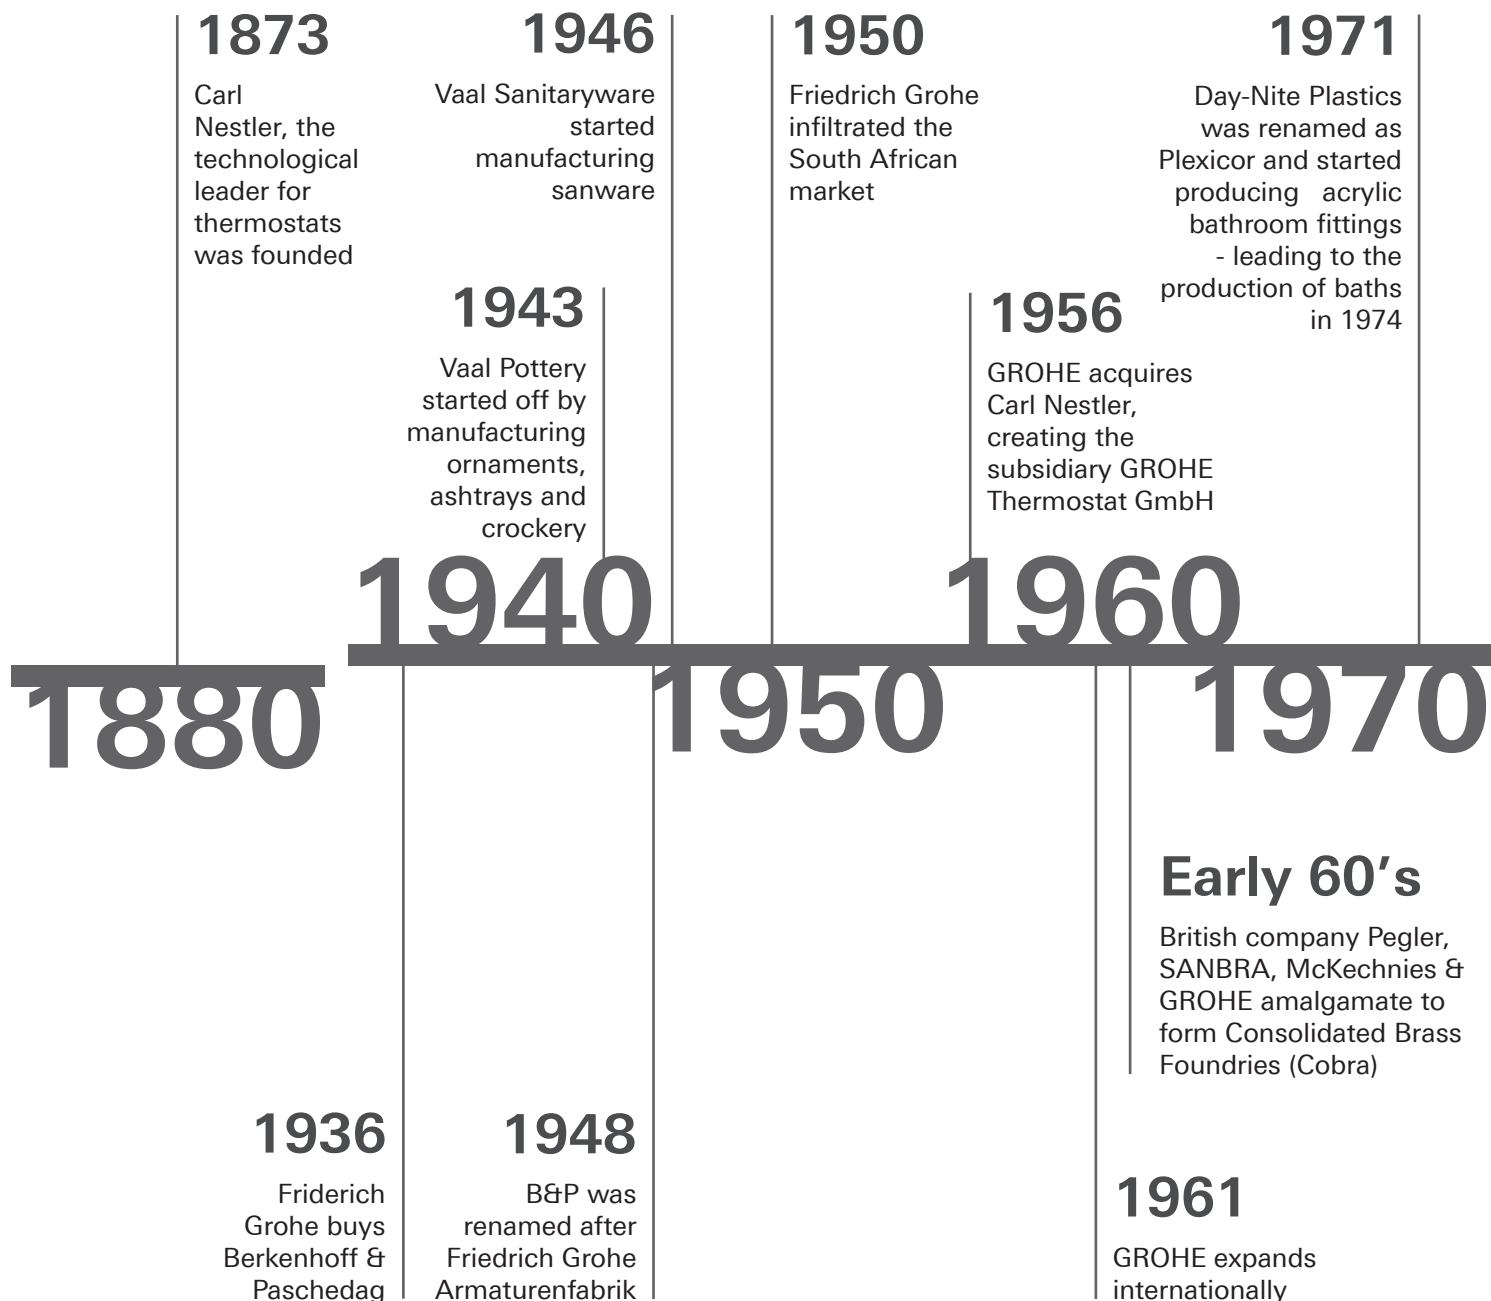 1873
Carl
Nestler, the
technological
leader for
thermostats
was founded
1946
Vaal Sanitaryware
started
manufacturing
sanware
1950
Friedrich Grohe
infiltrated the
South African
market
1971
Day-Nite Plastics
was renamed as
Plexicor and started
producing acrylic
bathroom fittings
- leading to the
production of baths
in 1974
1943
Vaal Pottery
started off by
manufacturing
ornaments,
ashtrays and
crockery
1956
GROHE acquires
Carl Nestler,
creating the
subsidiary GROHE
Thermostat GmbH
1880
1940
1950
1960
1970
Early 60’s
British company Pegler,
SANBRA, McKechnies &
GROHE amalgamate to
form Consolidated Brass
Foundries (Cobra)
1936
Friderich
Grohe buys
Berkenhoff &
Paschedag
1948
B&P was
renamed after
Friedrich Grohe
Armaturenfabrik
1961
GROHE expands
internationally